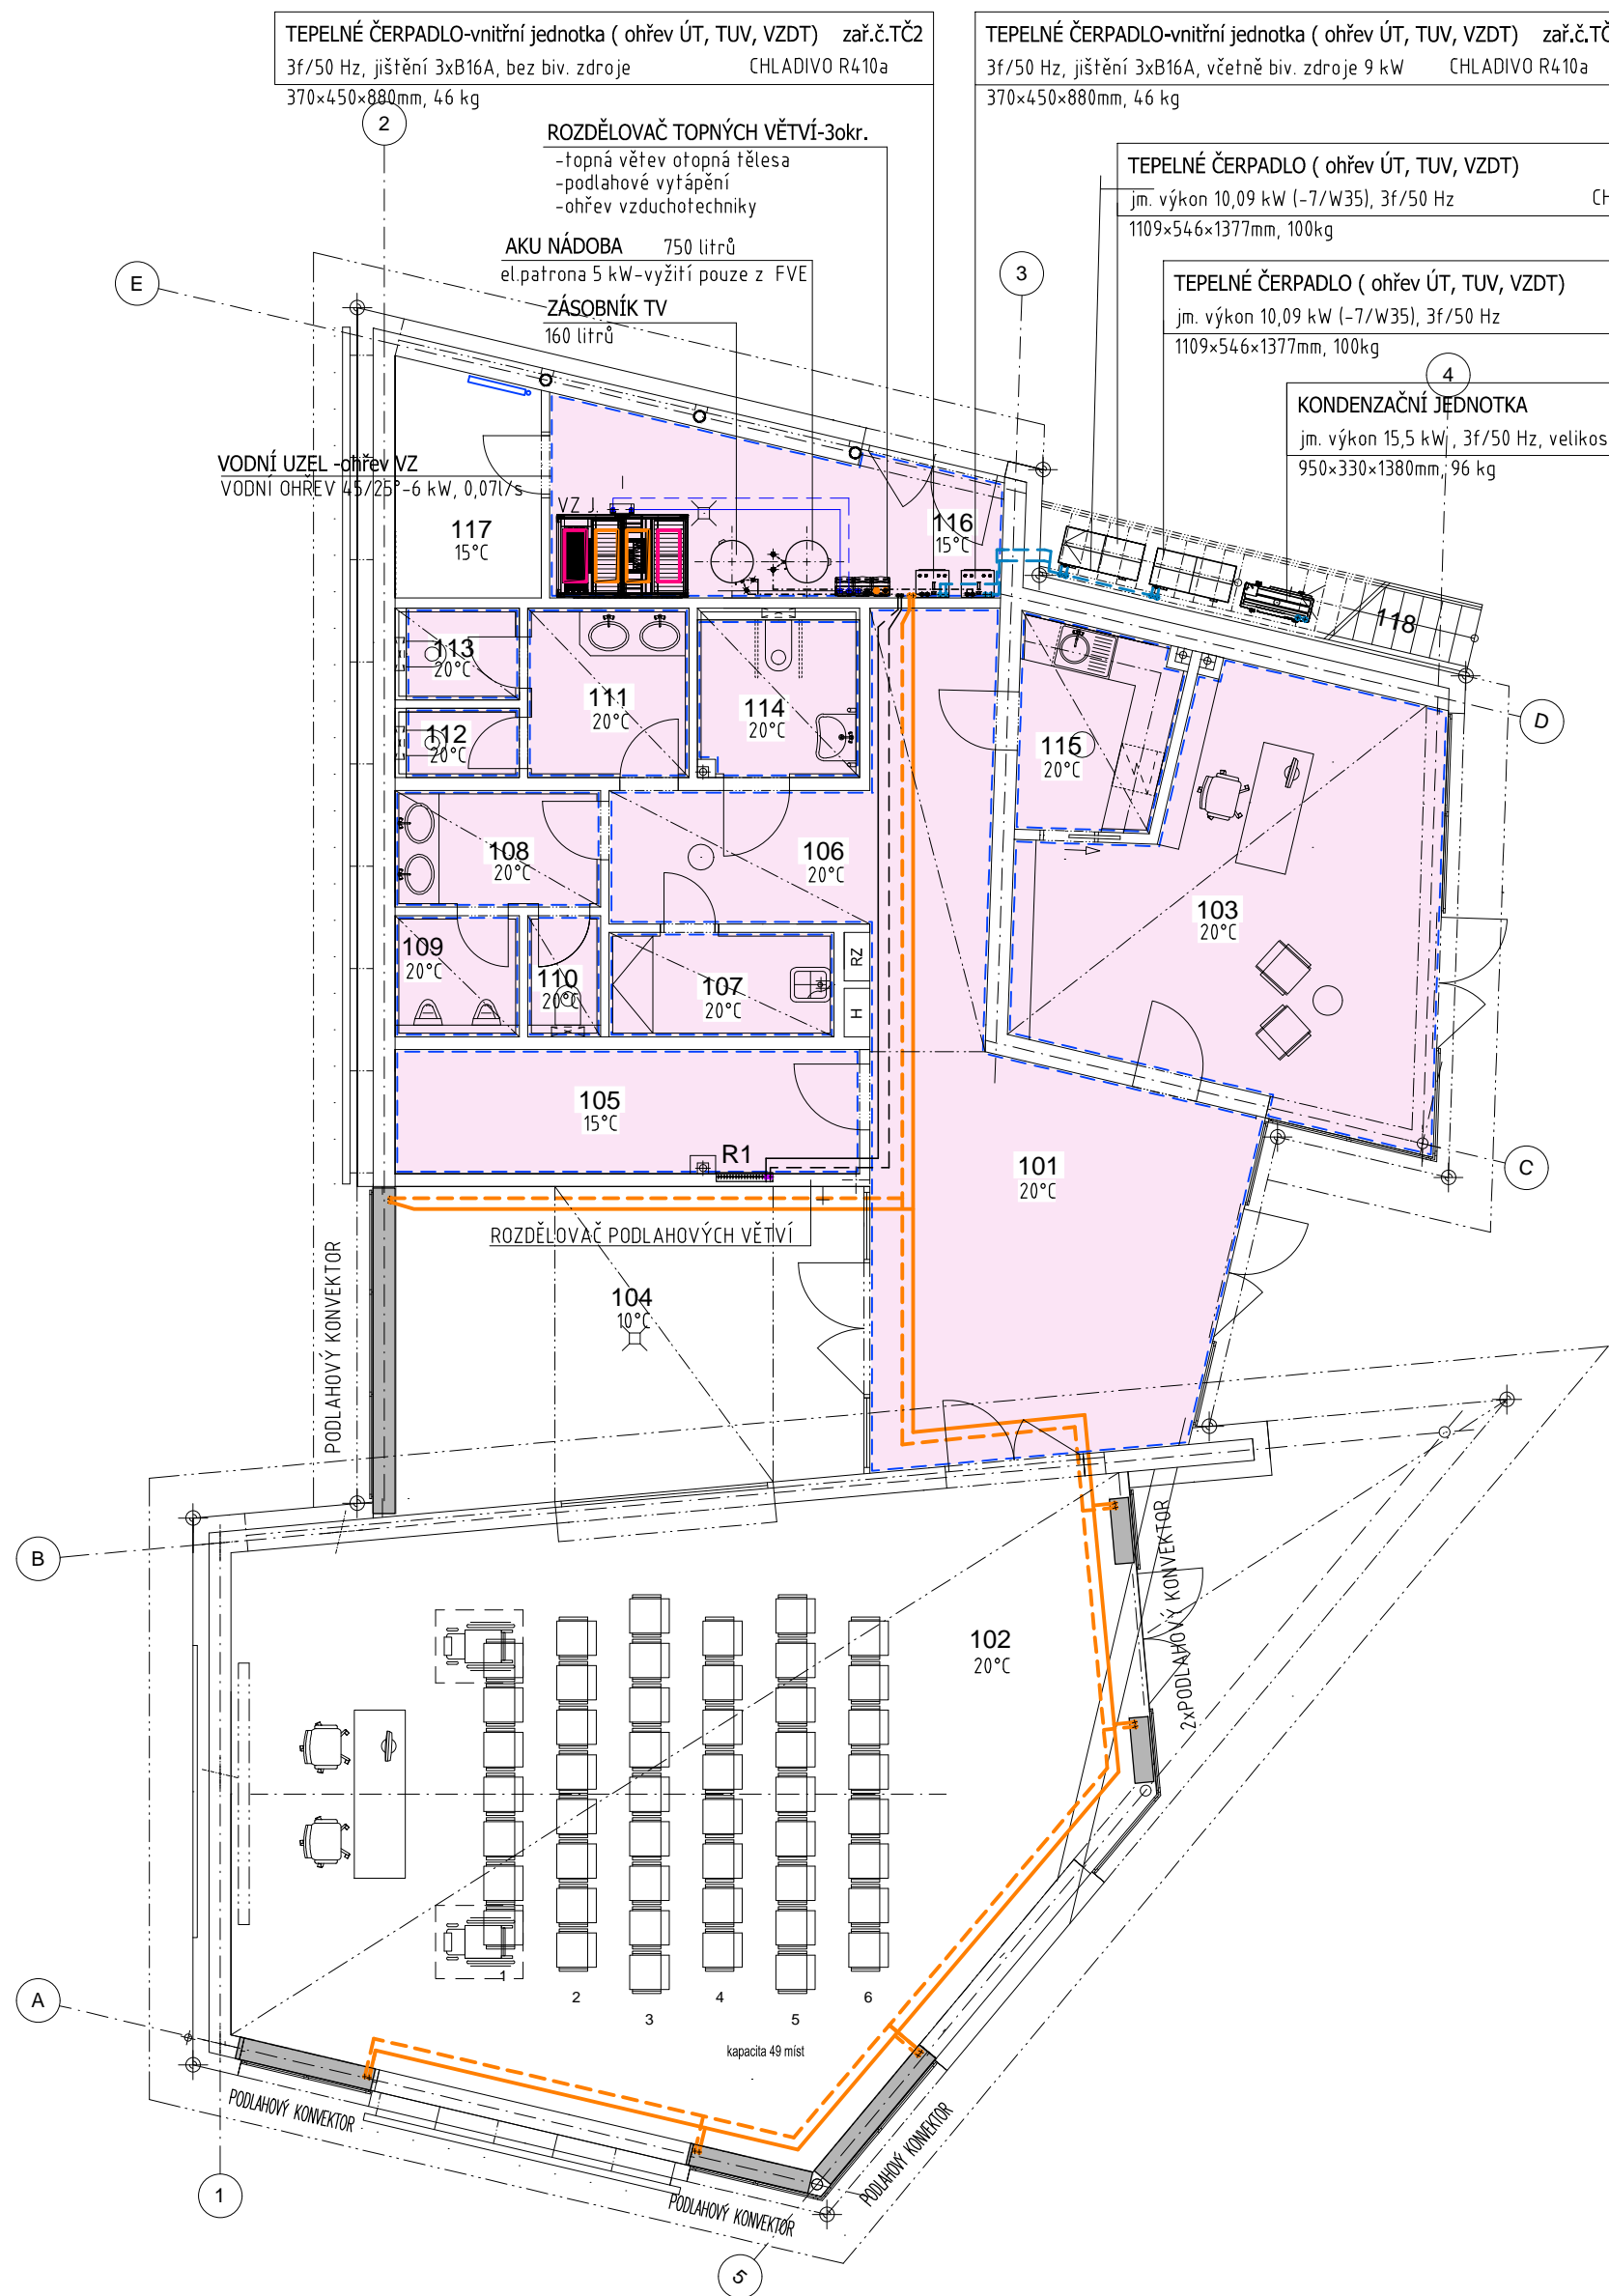 TEPELNÉ ČERPADLO-vnitřní jednotka ( ohřev ÚT, TUV, VZDT) zař.č.TČ2
3f/50 Hz, jištění 3xB16A, bez biv. zdroje CHLADIVO R410a
370×450×880mm, 46 kg
TEPELNÉ ČERPADLO-vnitřní jednotka ( ohřev ÚT, TUV, VZDT) zař.č.TČ
3f/50 Hz, jištění 3xB16A, včetně biv. zdroje 9 kW CHLADIVO R410a
370×450×880mm, 46 kg
2
ROZDĚLOVAČ TOPNÝCH VĚTVÍ-3okr.
-topná větev otopná tělesa
-podlahové vytápění
-ohřev vzduchotechniky
TEPELNÉ ČERPADLO ( ohřev ÚT, TUV, VZDT)
jm. výkon 10,09 kW (-7/W35), 3f/50 Hz CH
1109×546×1377mm, 100kg
AKU NÁDOBA 750 litrů
el.patrona 5 kW-vyžití pouze z FVE
ZÁSOBNÍK TV
160 litrů
E
3
TEPELNÉ ČERPADLO ( ohřev ÚT, TUV, VZDT)
jm. výkon 10,09 kW (-7/W35), 3f/50 Hz
1109×546×1377mm, 100kg
4
KONDENZAČNÍ JEDNOTKA
jm. výkon 15,5 kW , 3f/50 Hz, velikos
950×330×1380mm, 96 kg
VODNÍ UZEL -ohřev VZ
VODNÍ OHŘEV 45/25°-6 kW, 0,07l/s
VZ J.
117
15°C
116
15°C
118
113
20°C
111
20°C
114
20°C
112
20°C
115
20°C
D
108
20°C
106
20°C
103
20°C
109
20°C
110
20°C
107
20°C
RZ
H
105
15°C
R1
101
20°C
C
ROZDĚLOVAČ PODLAHOVÝCH VĚTVÍ
PODLAHOVÝ KONVEKTOR
104
10°C
B
2xPODLAHOVÝ KONVEKTOR
102
20°C
1
2
3
4
5
6
kapacita 49 míst
A
PODLAHOVÝ KONVEKTOR
PODLAHOVÝ KONVEKTOR
PODLAHOVÝ KONVEKTOR
1
5